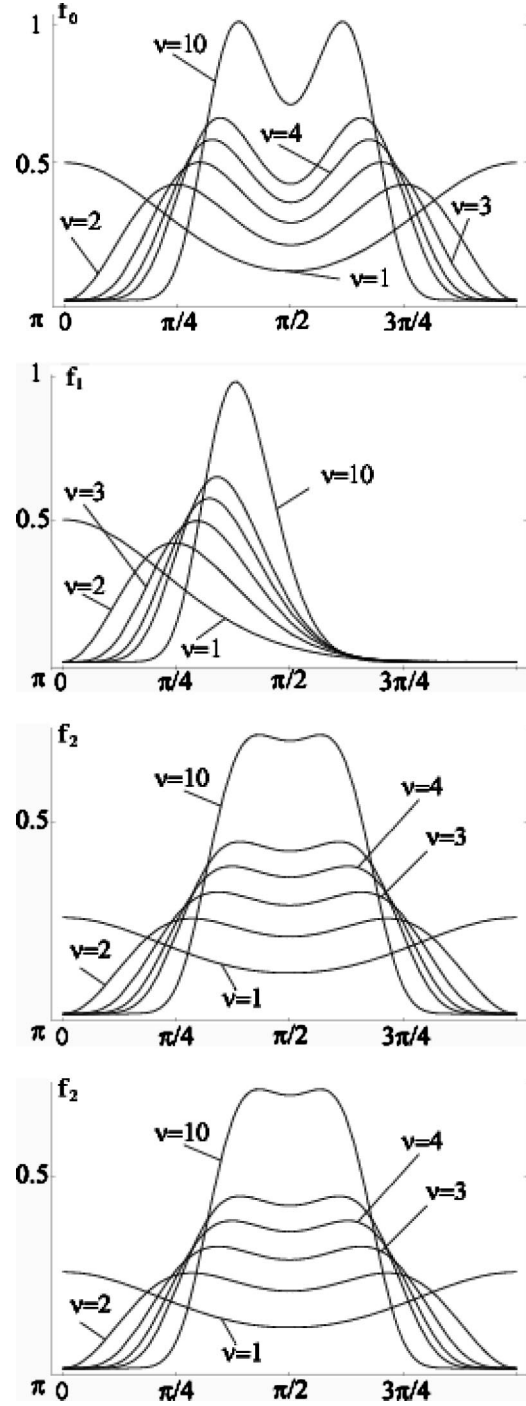 1 f₀
ν=10
ν=4
0.5
ν=2
ν=3
ν=1
π 0 π/4 π/2 3π/4
1 f₁
ν=3
ν=10
0.5
ν=2
ν=1
π 0 π/4 π/2 3π/4
f₂
ν=10
ν=4
0.5
ν=3
ν=2
ν=1
π 0 π/4 π/2 3π/4
f₂
ν=10
ν=4
0.5
ν=3
ν=2
ν=1
π 0 π/4 π/2 3π/4